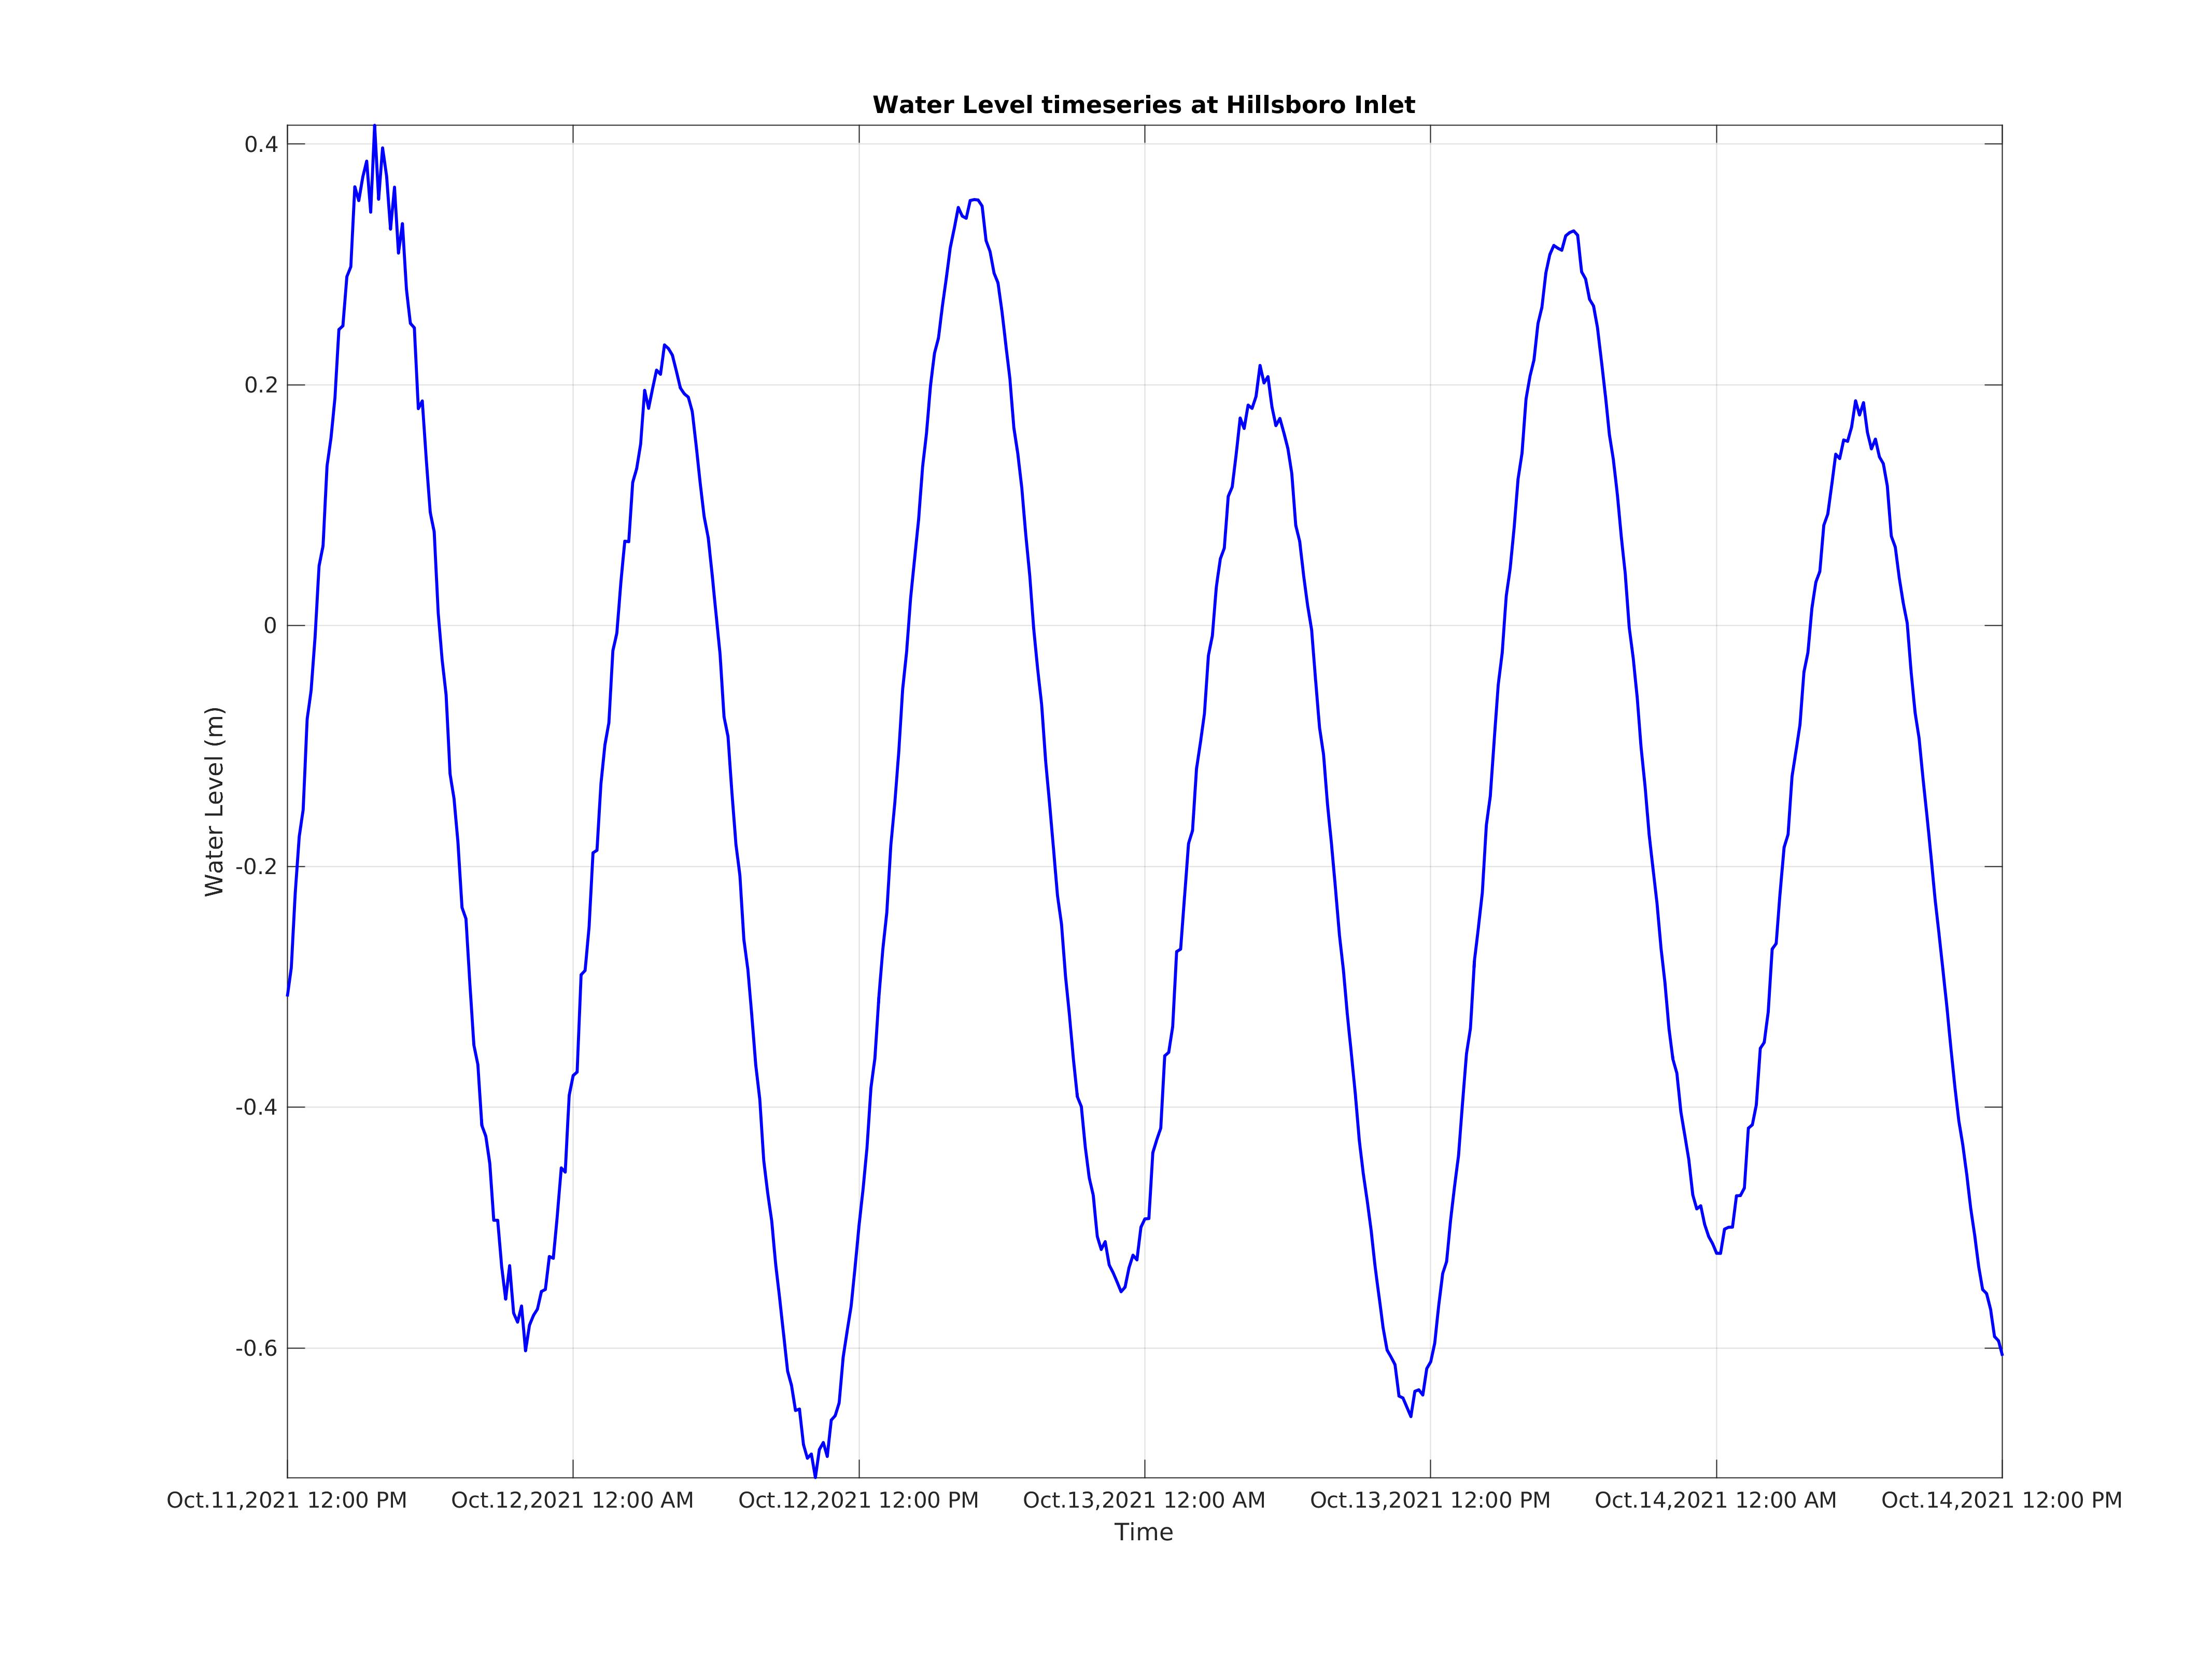 Water Level timeseries at Hillsboro Inlet
0.4
0.2
0
-0.2
-0.4
-0.6
Water Level (m)
Oct.11,2021 12:00 PM
Oct.12,2021 12:00 AM
Oct.12,2021 12:00 PM
Oct.13,2021 12:00 AM
Oct.13,2021 12:00 PM
Oct.14,2021 12:00 AM
Oct.14,2021 12:00 PM
Time